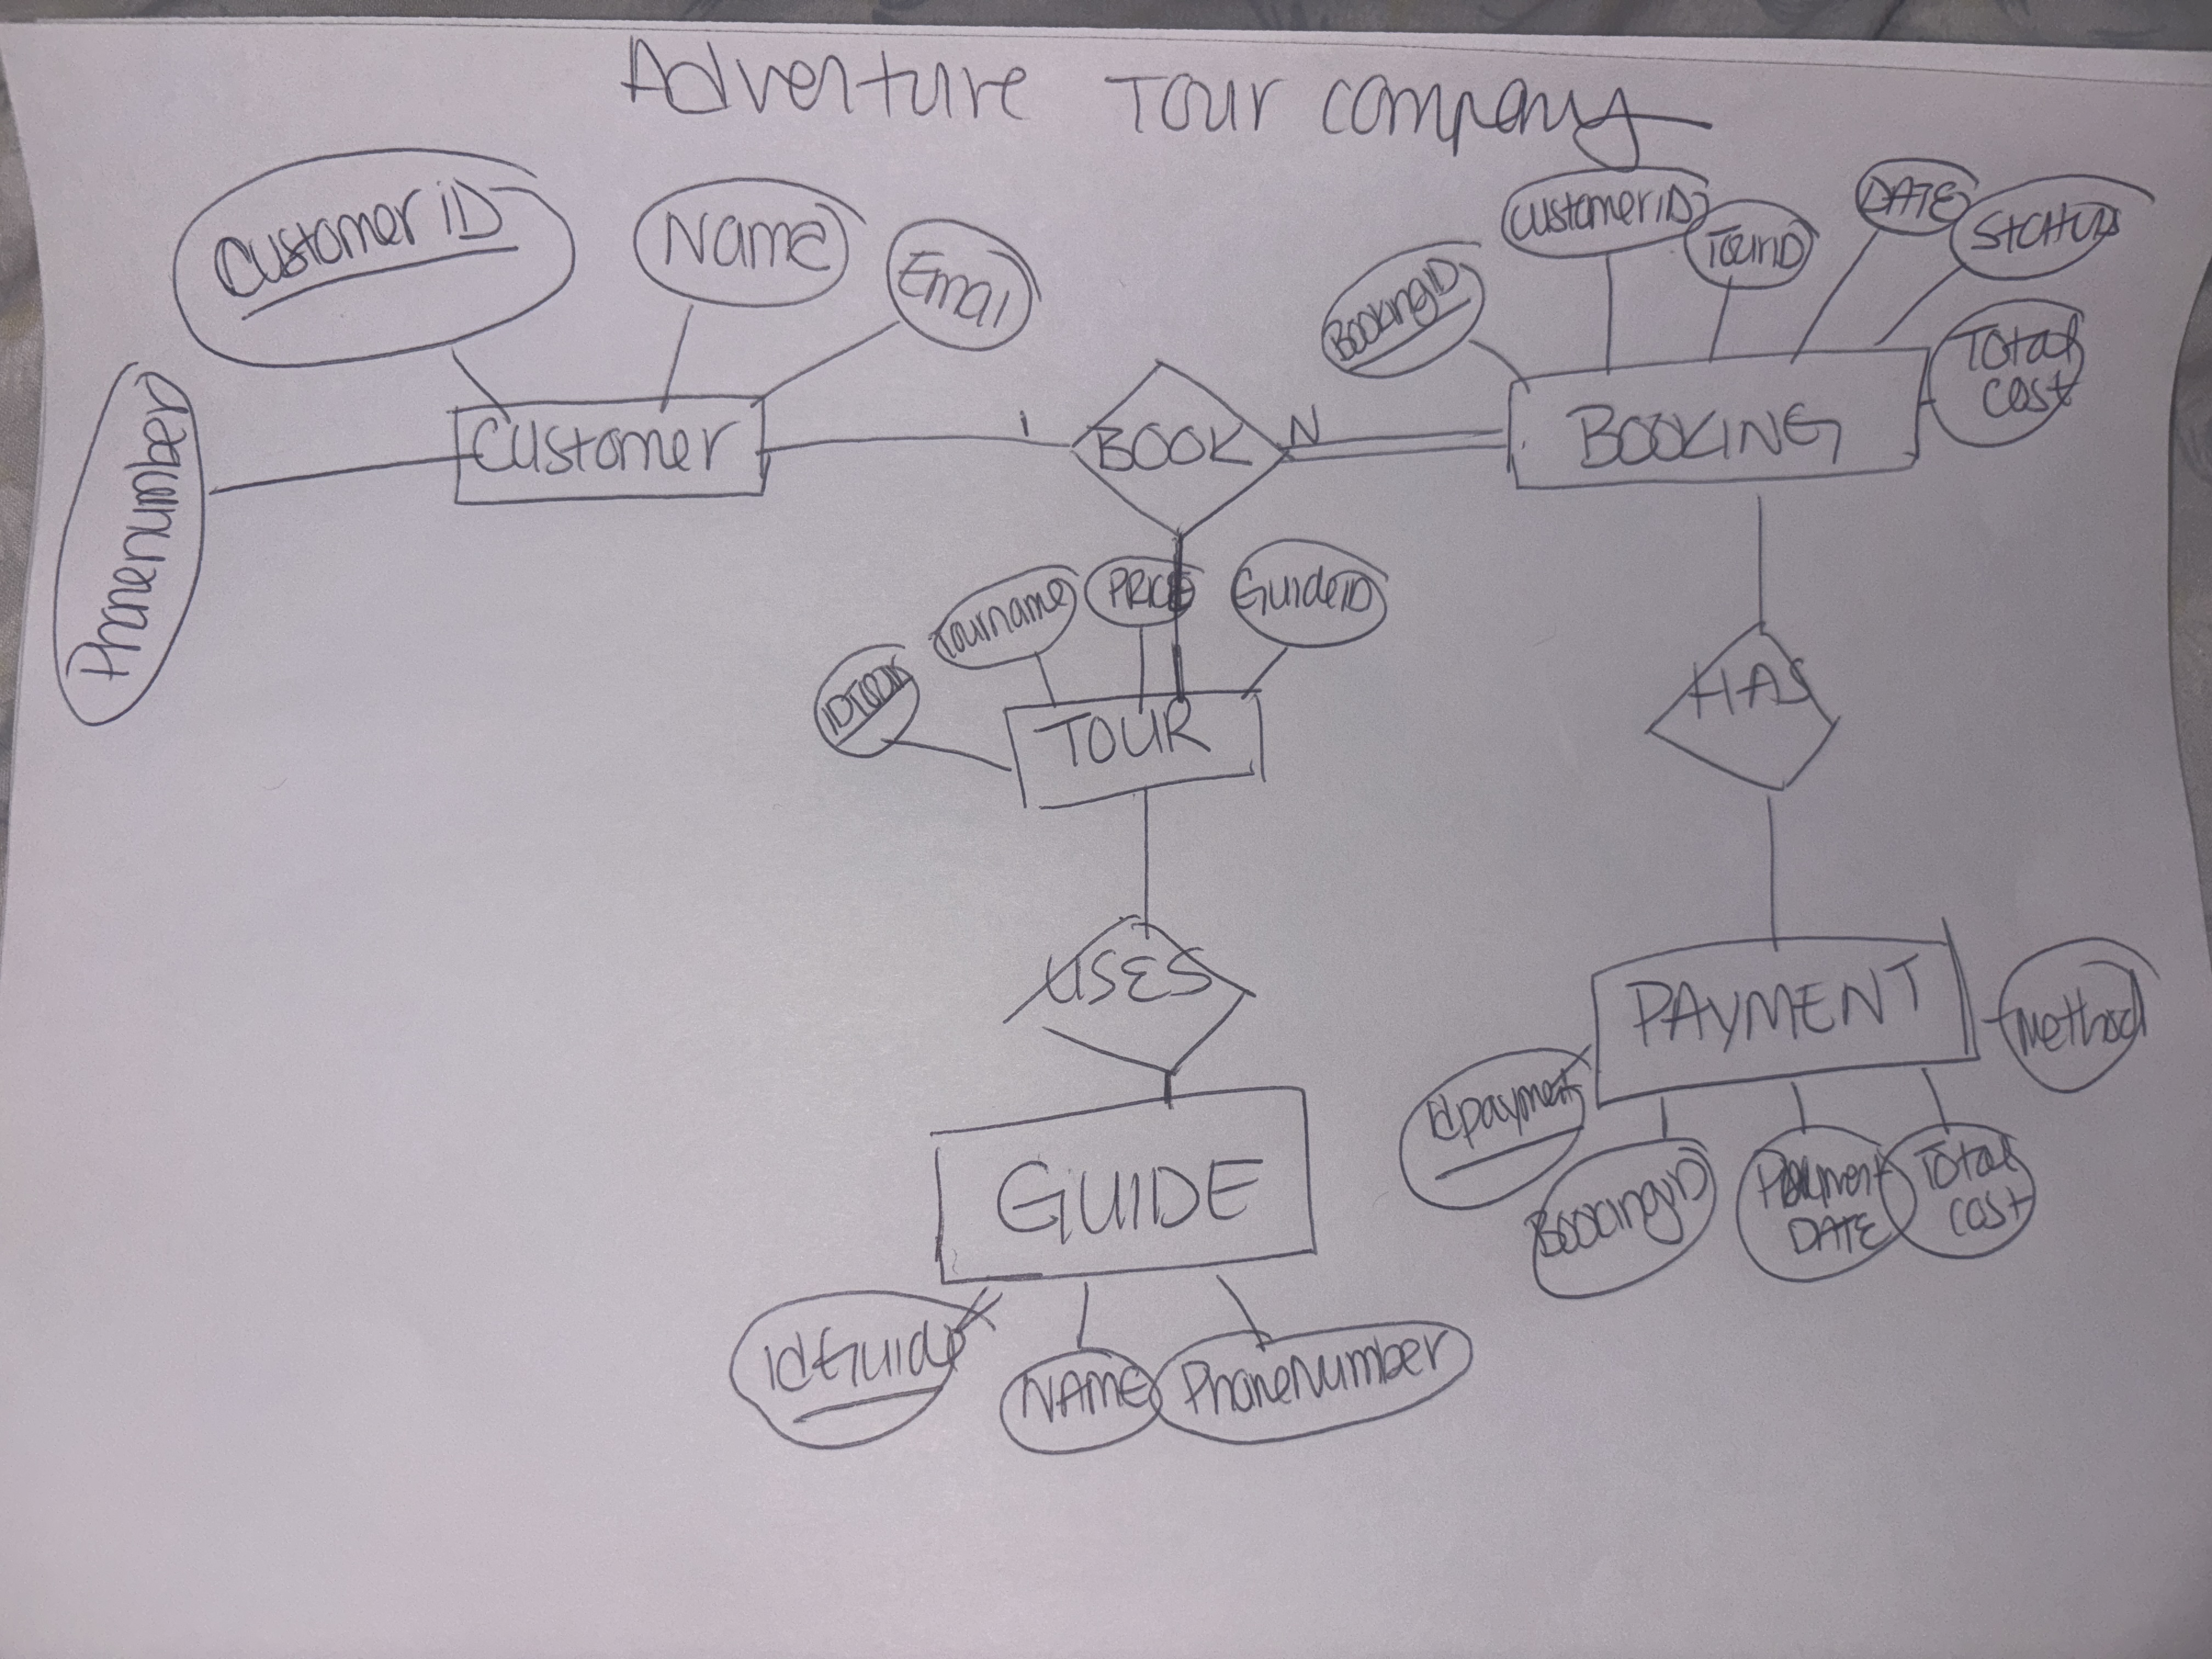 Adventure Tour company
Customer iD
Name
Emai
Phonenumber
Customer
BOOK
1
N
BookingID
customerID
TourID
DATE
Status
Total
cost
BOOKING
HAS
IDTour
Tourname
PRICE
GuideID
TOUR
USES
GUIDE
idGuide
NAME
PhoneNumber
PAYMENT
Method
idpayment
BookingID
Payment
DATE
Total
cost